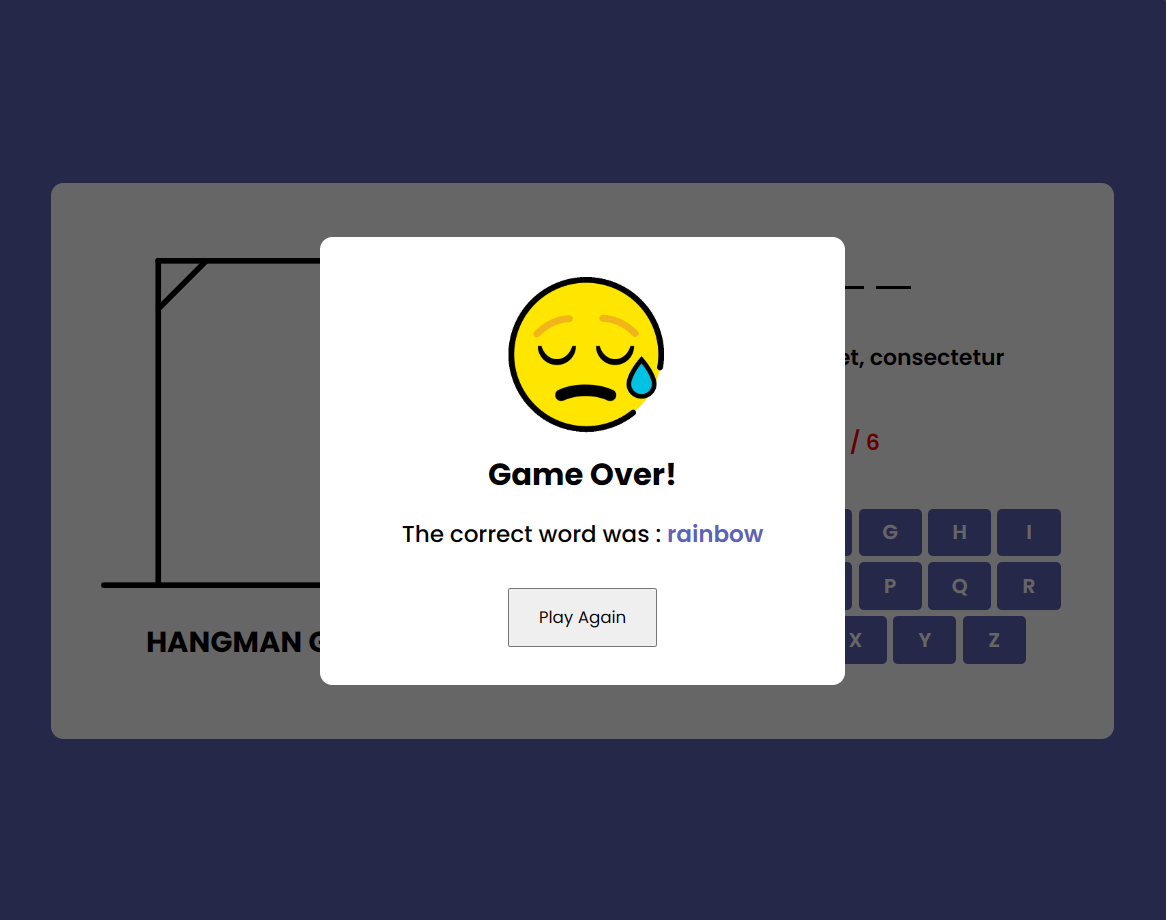 et, consectetur
/ 6
G H I
P Q R
X Y Z
HANGMAN
Game Over!
The correct word was : rainbow
Play Again